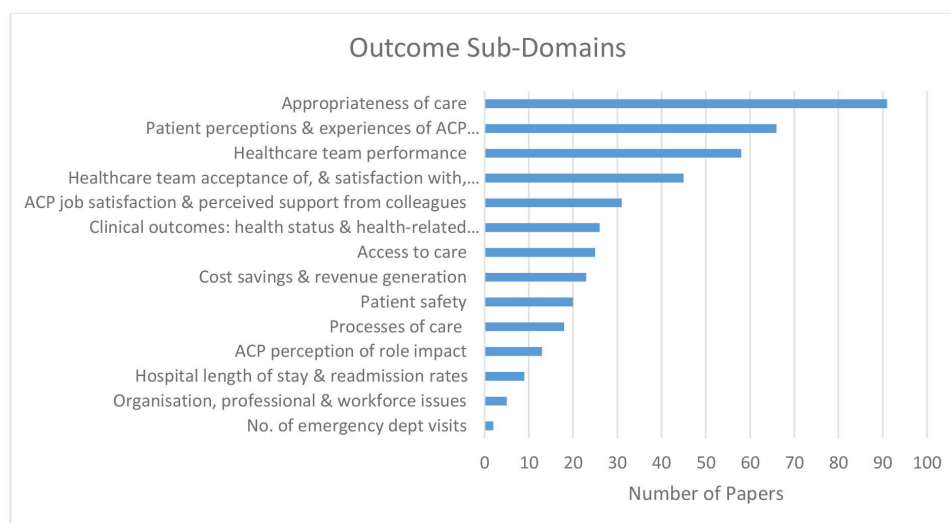 Outcome Sub-Domains
Appropriateness of care
Patient perceptions & experiences of ACP...
Healthcare team performance
Healthcare team acceptance of, & satisfaction with,...
ACP job satisfaction & perceived support from colleagues
Clinical outcomes: health status & health-related...
Access to care
Cost savings & revenue generation
Patient safety
Processes of care
ACP perception of role impact
Hospital length of stay & readmission rates
Organisation, professional & workforce issues
No. of emergency dept visits
0 10 20 30 40 50 60 70 80 90 100
Number of Papers